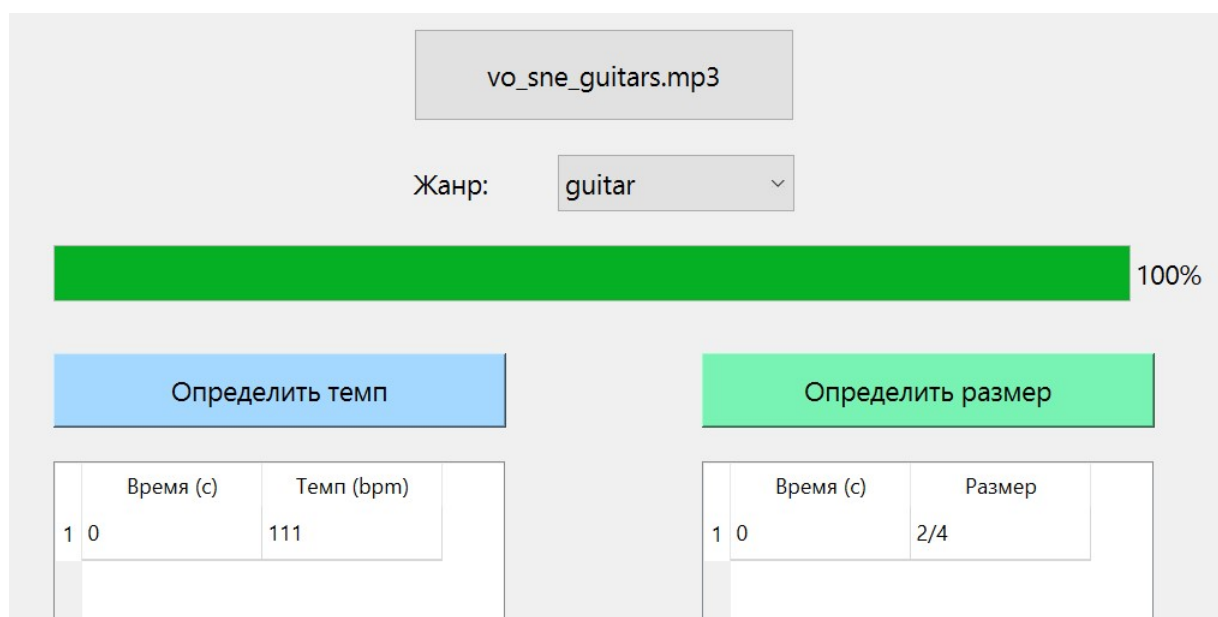 vo_sne_guitars.mp3
Жанр: guitar
100%
Определить темп Определить размер
Время (с) Темп (bpm) Время (с) Размер
1 0 111 1 0 2/4